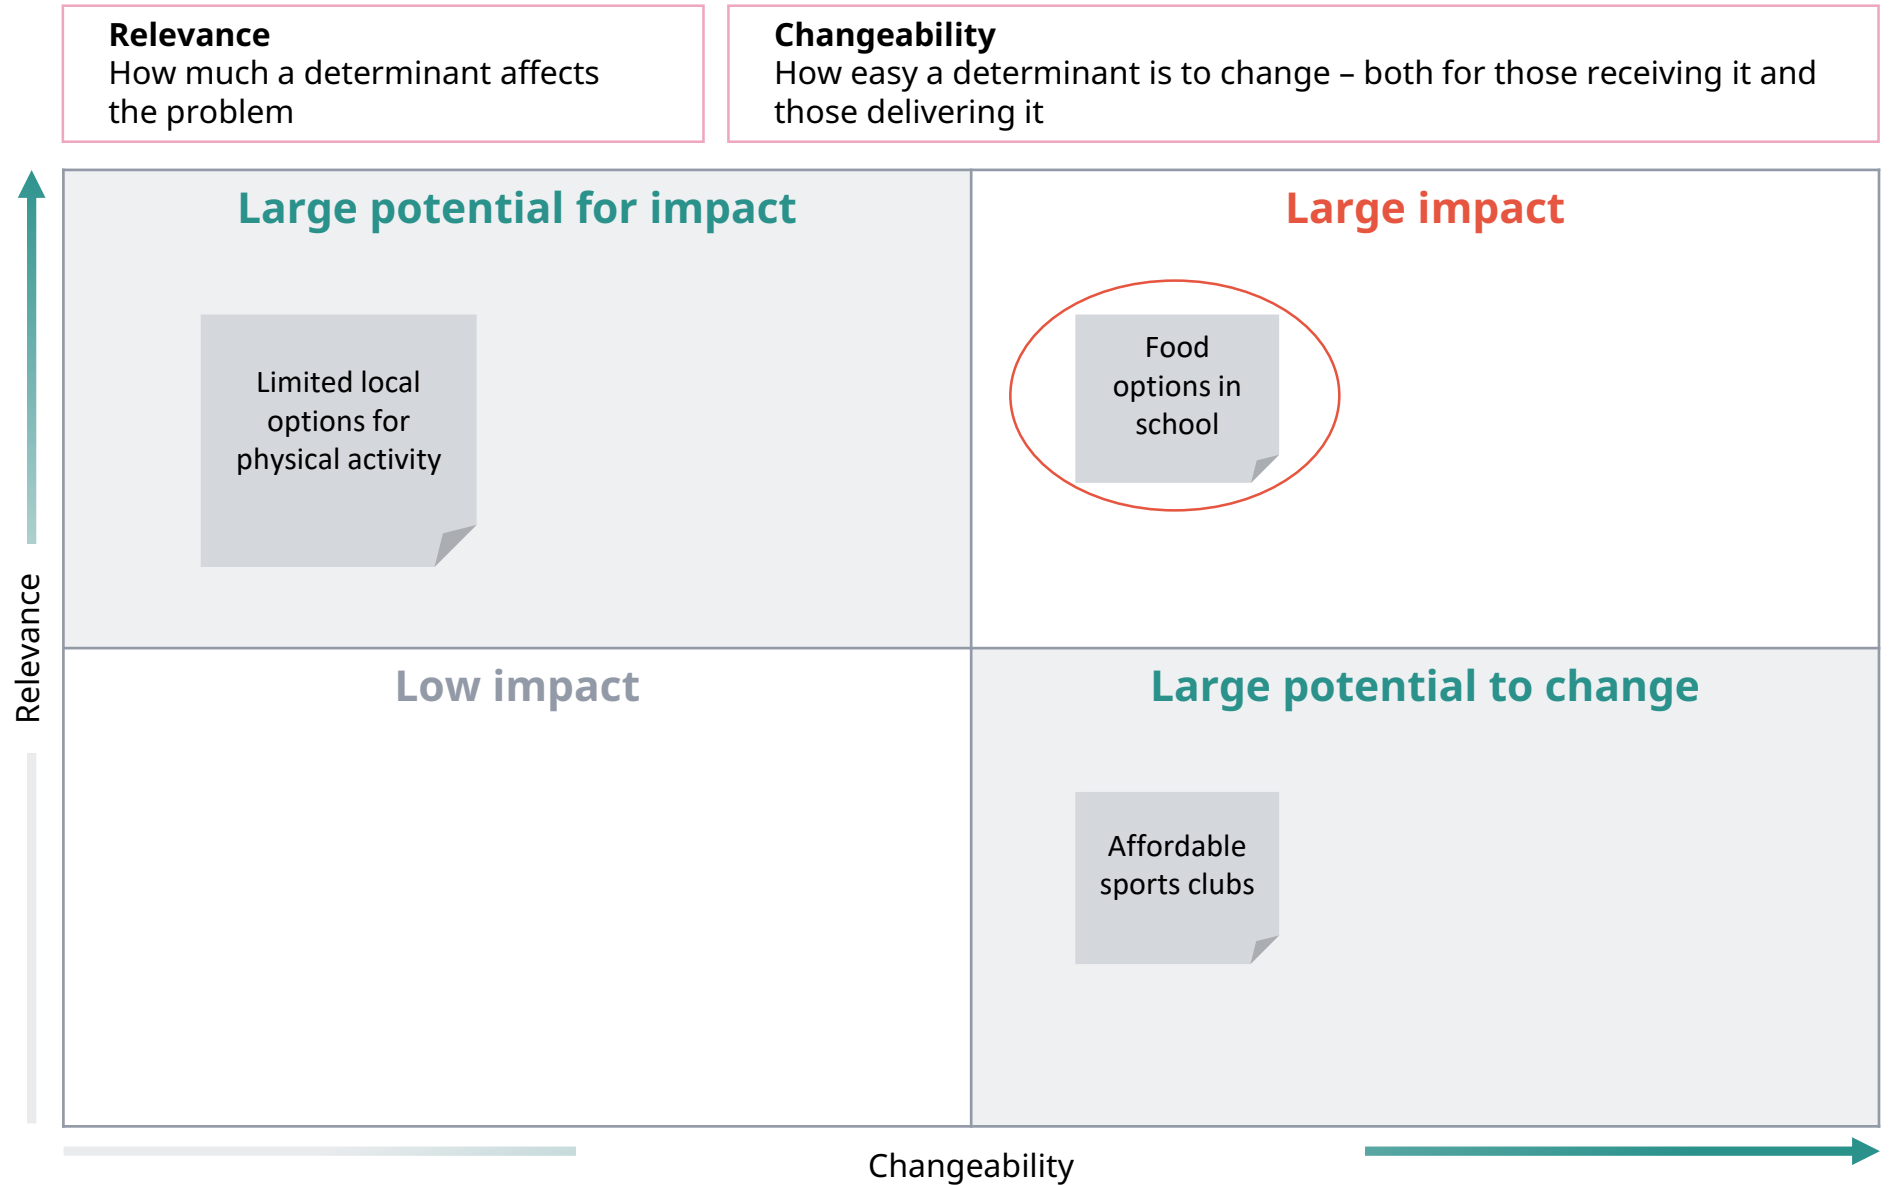 Relevance
How much a determinant affects
the problem
Changeability
How easy a determinant is to change – both for those receiving it and
those delivering it
Large potential for impact
Large impact
Limited local
options for
physical activity
Food
options in
school
Relevance
Low impact
Large potential to change
Affordable
sports clubs
Changeability